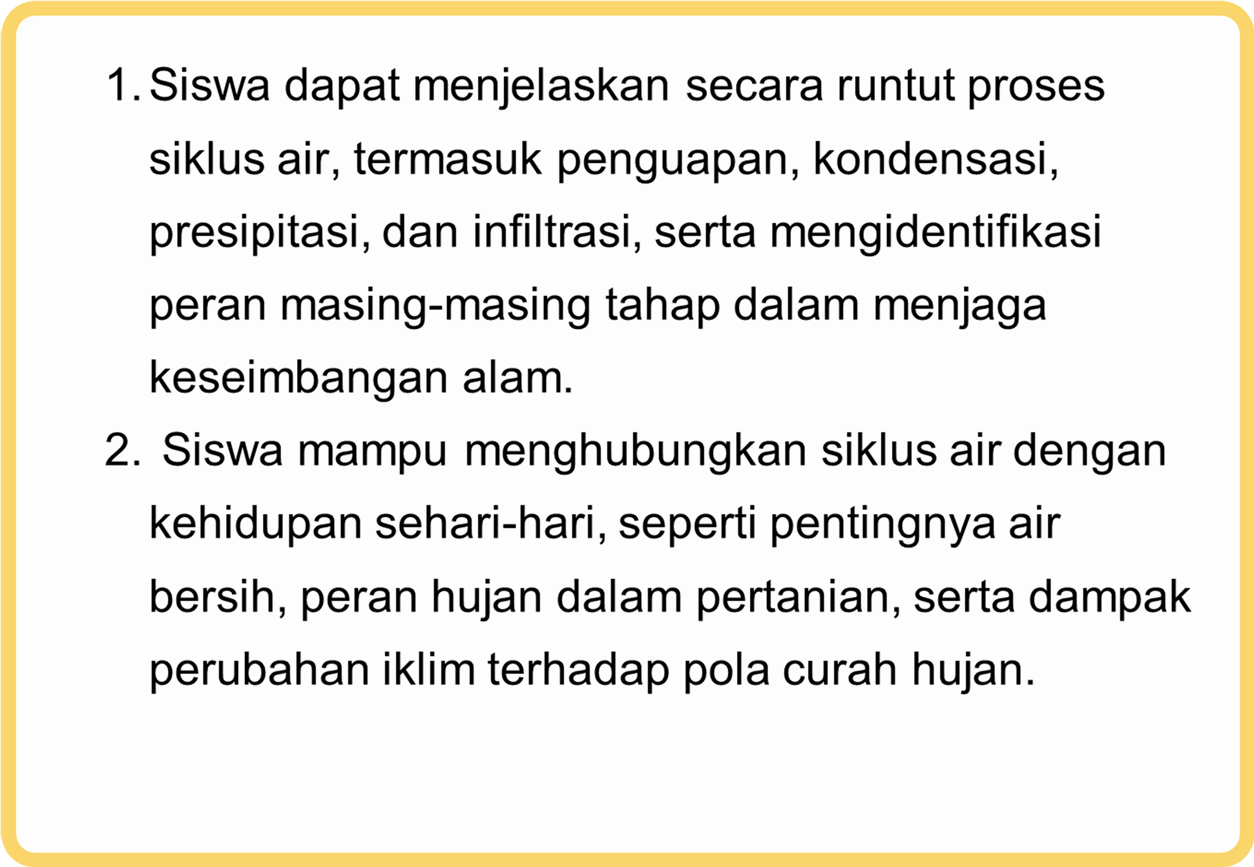 1. Siswa dapat menjelaskan secara runtut proses
siklus air, termasuk penguapan, kondensasi,
presipitasi, dan infiltrasi, serta mengidentifikasi
peran masing-masing tahap dalam menjaga
keseimbangan alam.
2. Siswa mampu menghubungkan siklus air dengan
kehidupan sehari-hari, seperti pentingnya air
bersih, peran hujan dalam pertanian, serta dampak
perubahan iklim terhadap pola curah hujan.